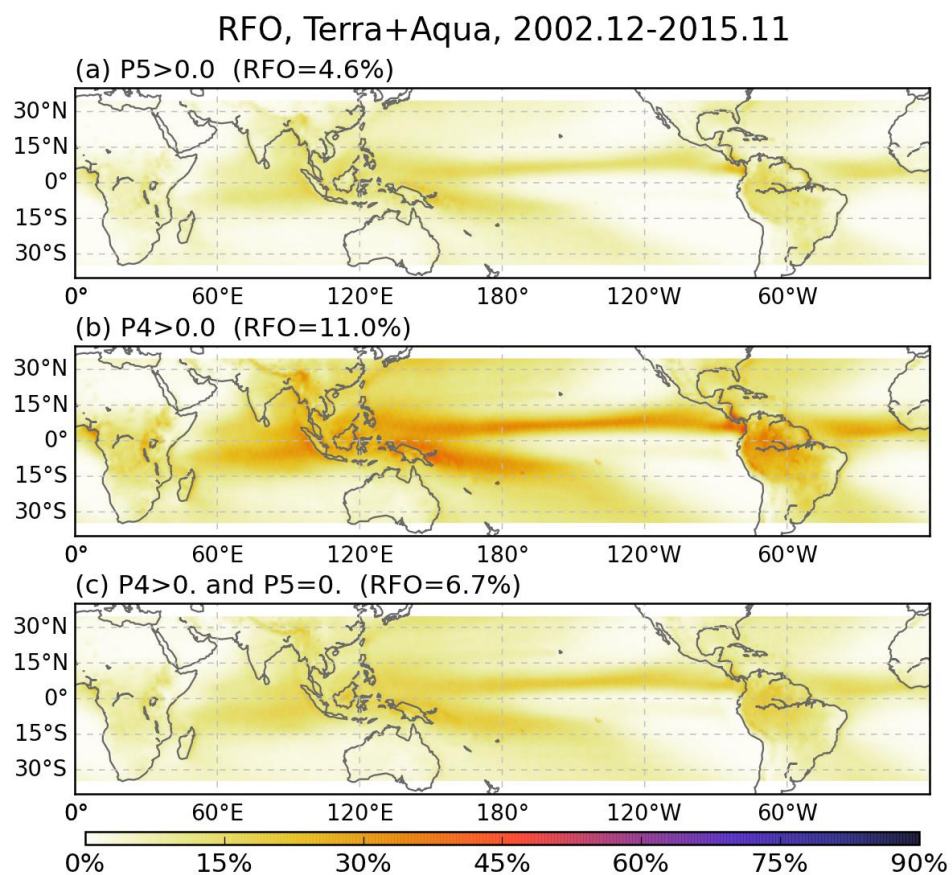 RFO, Terra+Aqua, 2002.12-2015.11
(a) P5>0.0 (RFO=4.6%)
30°N
15°N
0°
15°S
30°S
0° 60°E 120°E 180° 120°W 60°W
(b) P4>0.0 (RFO=11.0%)
30°N
15°N
0°
15°S
30°S
0° 60°E 120°E 180° 120°W 60°W
(c) P4>0. and P5=0. (RFO=6.7%)
30°N
15°N
0°
15°S
30°S
0° 60°E 120°E 180° 120°W 60°W
0% 15% 30% 45% 60% 75% 90%